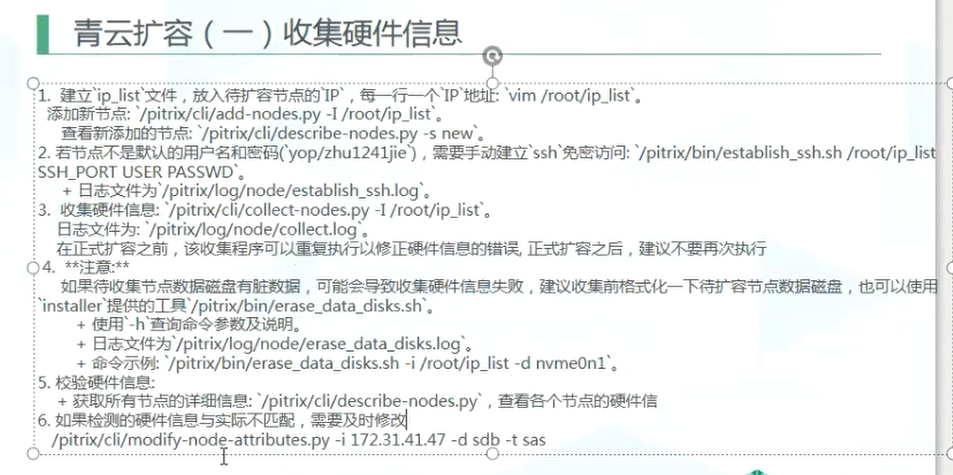 青云扩容（一）收集硬件信息
1. 建立`ip_list`文件，放入待扩容节点的`IP`，每一行一个`IP`地址: `vim /root/ip_list`。
添加新节点: `/pitrix/cli/add-nodes.py -I /root/ip_list`。
查看新添加的节点: `/pitrix/cli/describe-nodes.py -s new`。
2. 若节点不是默认的用户名和密码(`yop/zhu1241jie`)，需要手动建立`ssh`免密访问: `/pitrix/bin/establish_ssh.sh /root/ip_list
SSH_PORT USER PASSWD`。
+ 日志文件为`/pitrix/log/node/establish_ssh.log`。
3. 收集硬件信息: `/pitrix/cli/collect-nodes.py -I /root/ip_list`。
日志文件为: `/pitrix/log/node/collect.log`。
在正式扩容之前，该收集程序可以重复执行以修正硬件信息的错误, 正式扩容之后，建议不要再次执行
4. **注意:**
如果待收集节点数据磁盘有脏数据，可能会导致收集硬件信息失败，建议收集前格式化一下待扩容节点数据磁盘，也可以使用
`installer`提供的工具`/pitrix/bin/erase_data_disks.sh`。
+ 使用`-h`查询命令参数及说明。
+ 日志文件为`/pitrix/log/node/erase_data_disks.log`。
+ 命令示例: `/pitrix/bin/erase_data_disks.sh -i /root/ip_list -d nvme0n1`。
5. 校验硬件信息:
+ 获取所有节点的详细信息: `/pitrix/cli/describe-nodes.py`，查看各个节点的硬件信
6. 如果检测的硬件信息与实际不匹配，需要及时修改
/pitrix/cli/modify-node-attributes.py -i 172.31.41.47 -d sdb -t sas